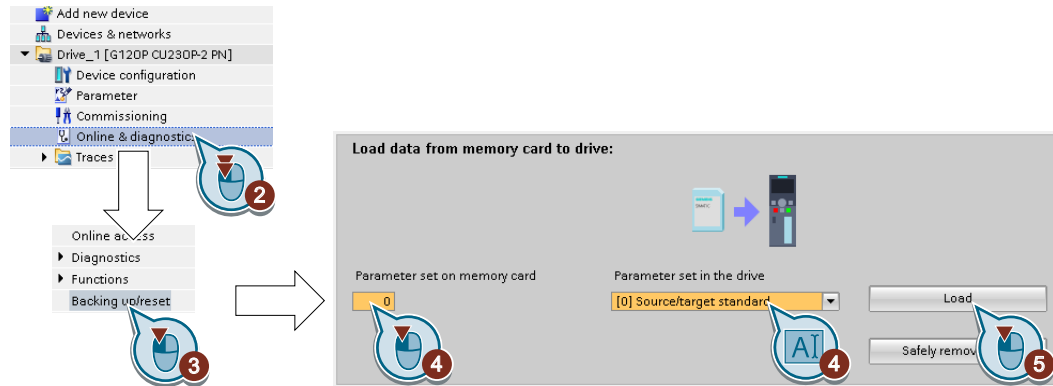 Add new device
Devices & networks
Drive_1 [G120P CU230P-2 PN]
Device configuration
Parameter
Commissioning
Online & diagnostic
Traces
2
Online
Diagnostics
Functions
Backing up/reset
3
Load data from memory card to drive:
Parameter set on memory card
Parameter set in the drive
0
[0] Source/target standard
Load
Safely remov
4
AI
4
5